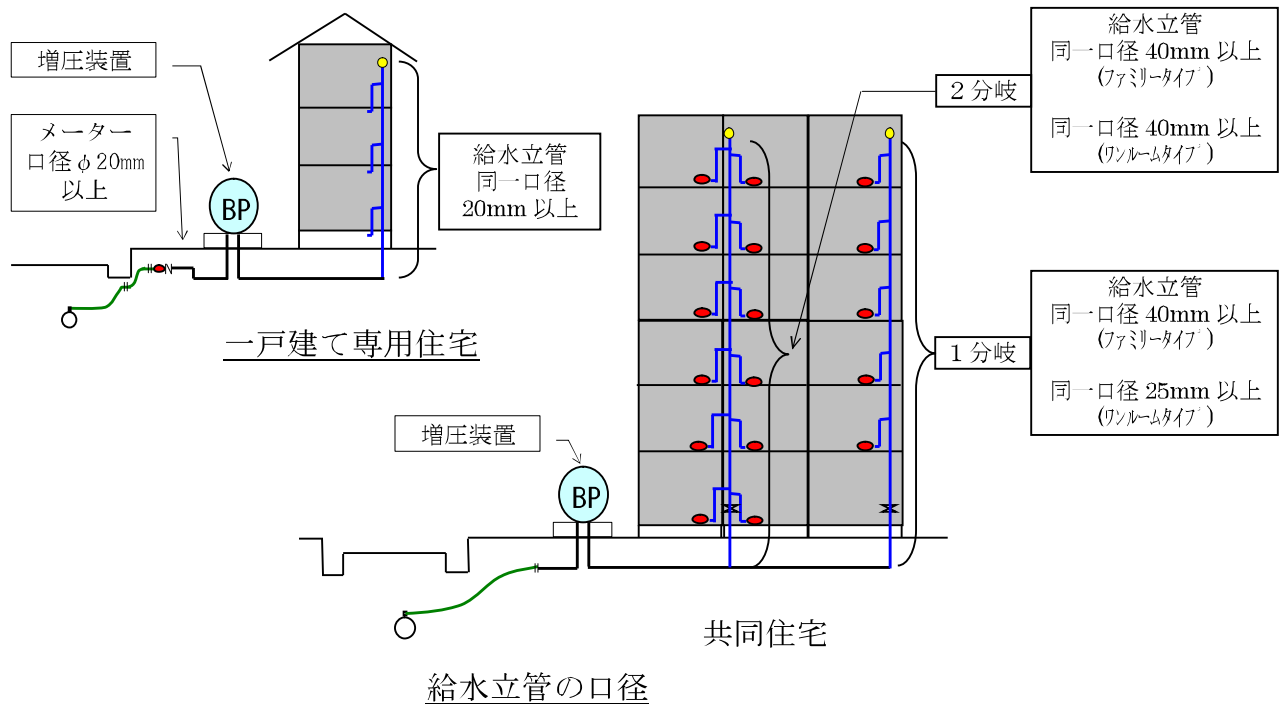 増圧装置
メーター
口径φ20mm
以上
BP
給水立管
同一口径
20mm 以上
一戸建て専用住宅
2分岐
給水立管
同一口径 40mm 以上
(ファミリータイプ)
同一口径 40mm 以上
(ワンルームタイプ)
1分岐
給水立管
同一口径 40mm 以上
(ファミリータイプ)
同一口径 25mm 以上
(ワンルームタイプ)
増圧装置
BP
共同住宅
給水立管の口径